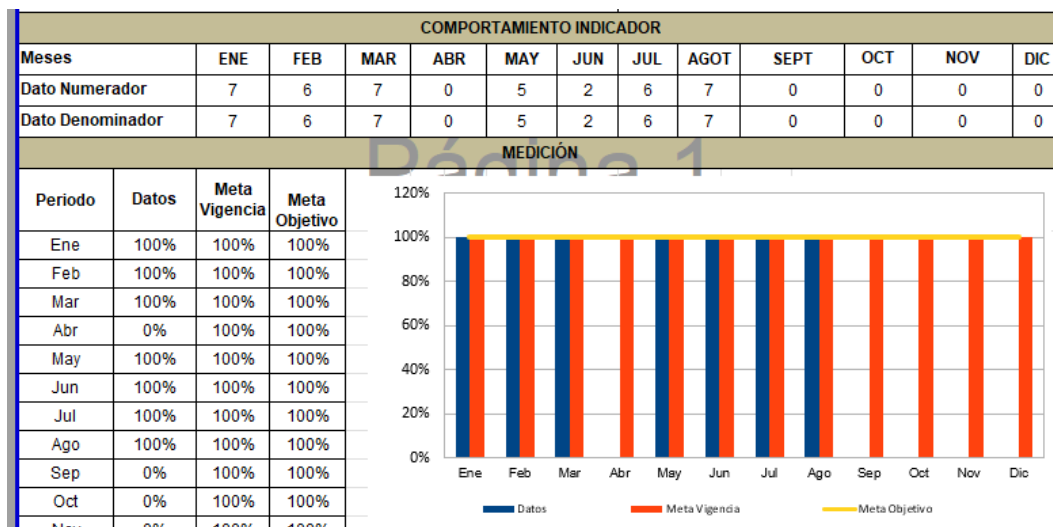 COMPORTAMIENTO INDICADOR
Meses ENE FEB MAR ABR MAY JUN JUL AGOT SEPT OCT NOV DIC
Dato Numerador 7 6 7 0 5 2 6 7 0 0 0 0
Dato Denominador 7 6 7 0 5 2 6 7 0 0 0 0
Página 1
MEDICIÓN
Periodo Datos Meta Vigencia Meta Objetivo
Ene 100% 100% 100%
Feb 100% 100% 100%
Mar 100% 100% 100%
Abr 0% 100% 100%
May 100% 100% 100%
Jun 100% 100% 100%
Jul 100% 100% 100%
Ago 100% 100% 100%
Sep 0% 100% 100%
Oct 0% 100% 100%
Nov 0% 100% 100%
120%
100%
80%
60%
40%
20%
0%
Ene Feb Mar Abr May Jun Jul Ago Sep Oct Nov Dic
Datos Meta Vigencia Meta Objetivo